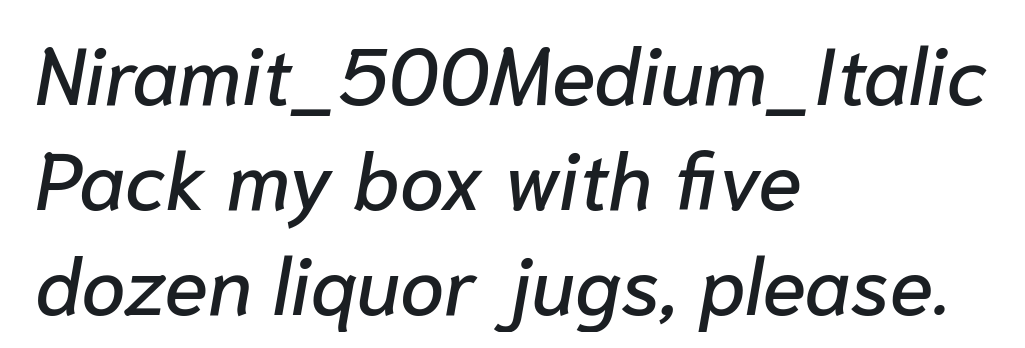 Niramit_500Medium_Italic
Pack my box with five
dozen liquor jugs, please.